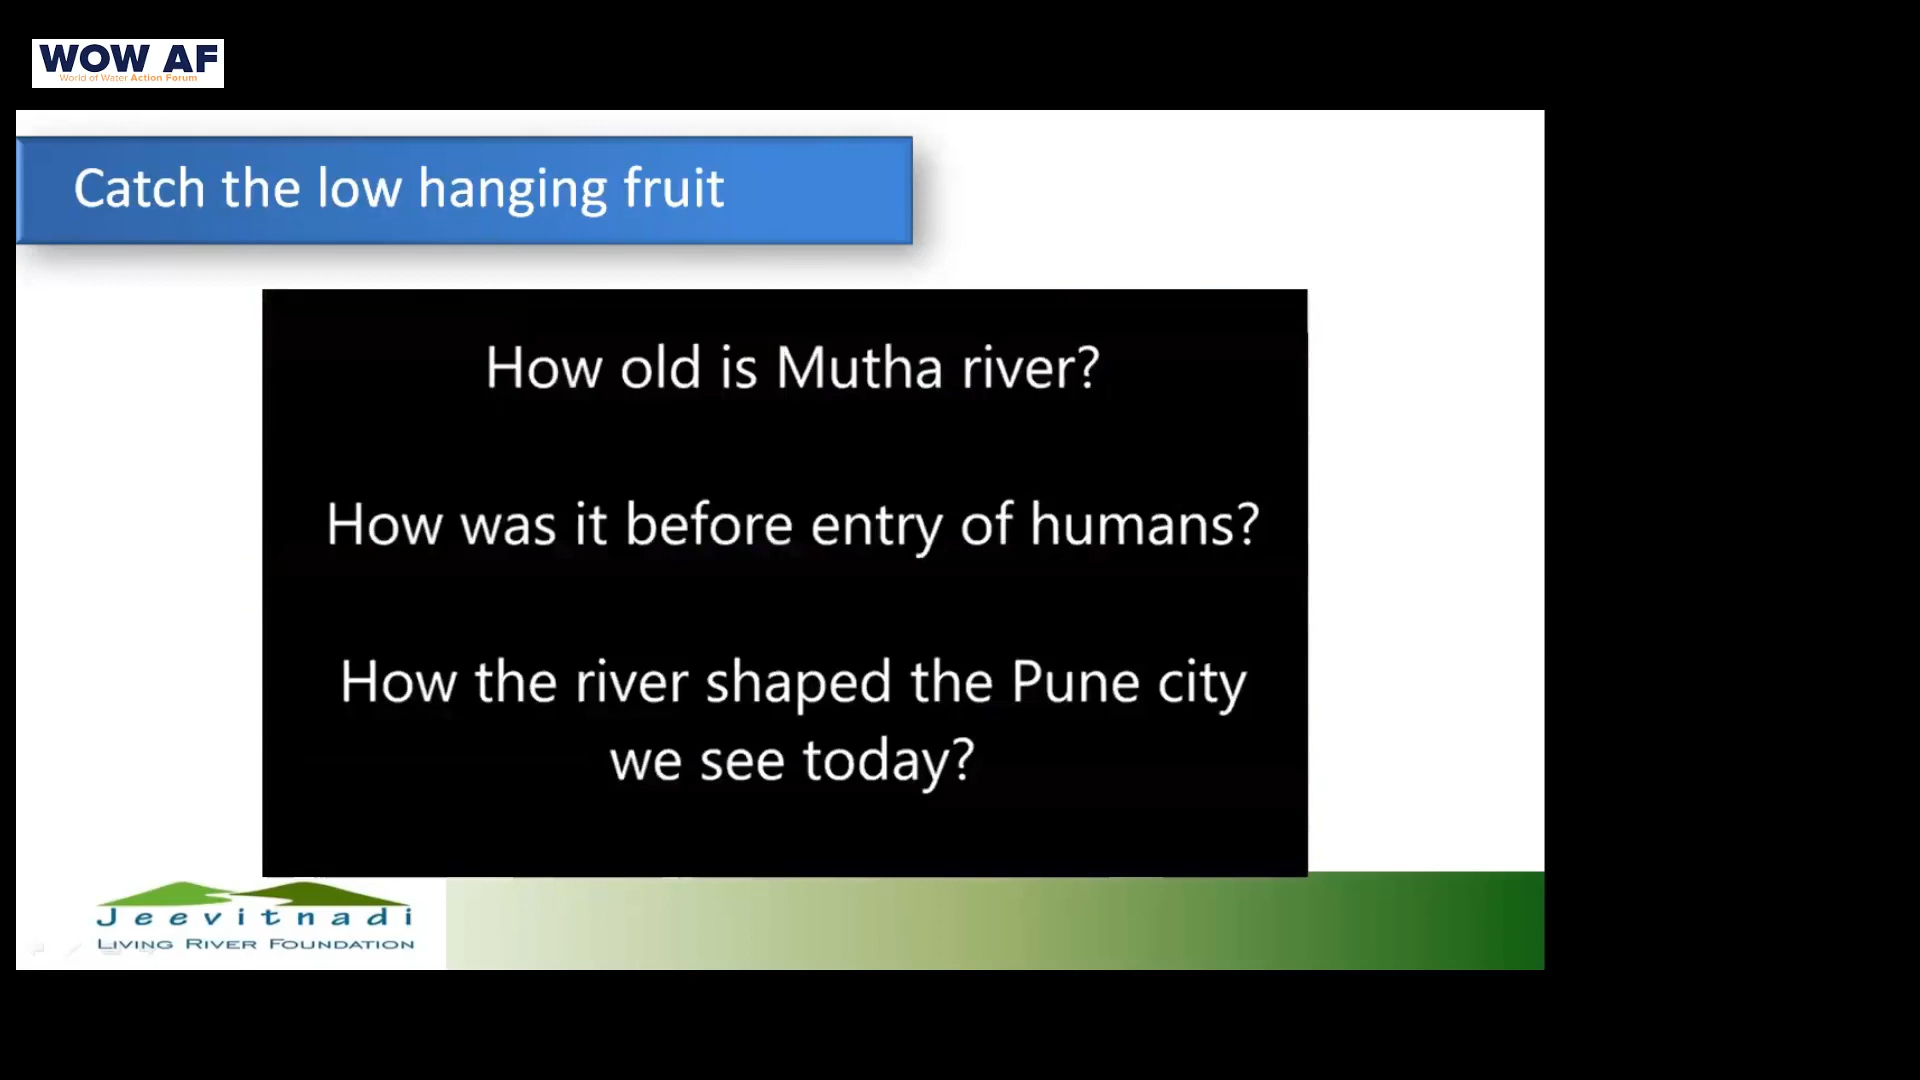 WOW AF
World of Water Action Forum
Catch the low hanging fruit
How old is Mutha river?
How was it before entry of humans?
How the river shaped the Pune city
we see today?
Jeevitnadi
LIVING RIVER FOUNDATION